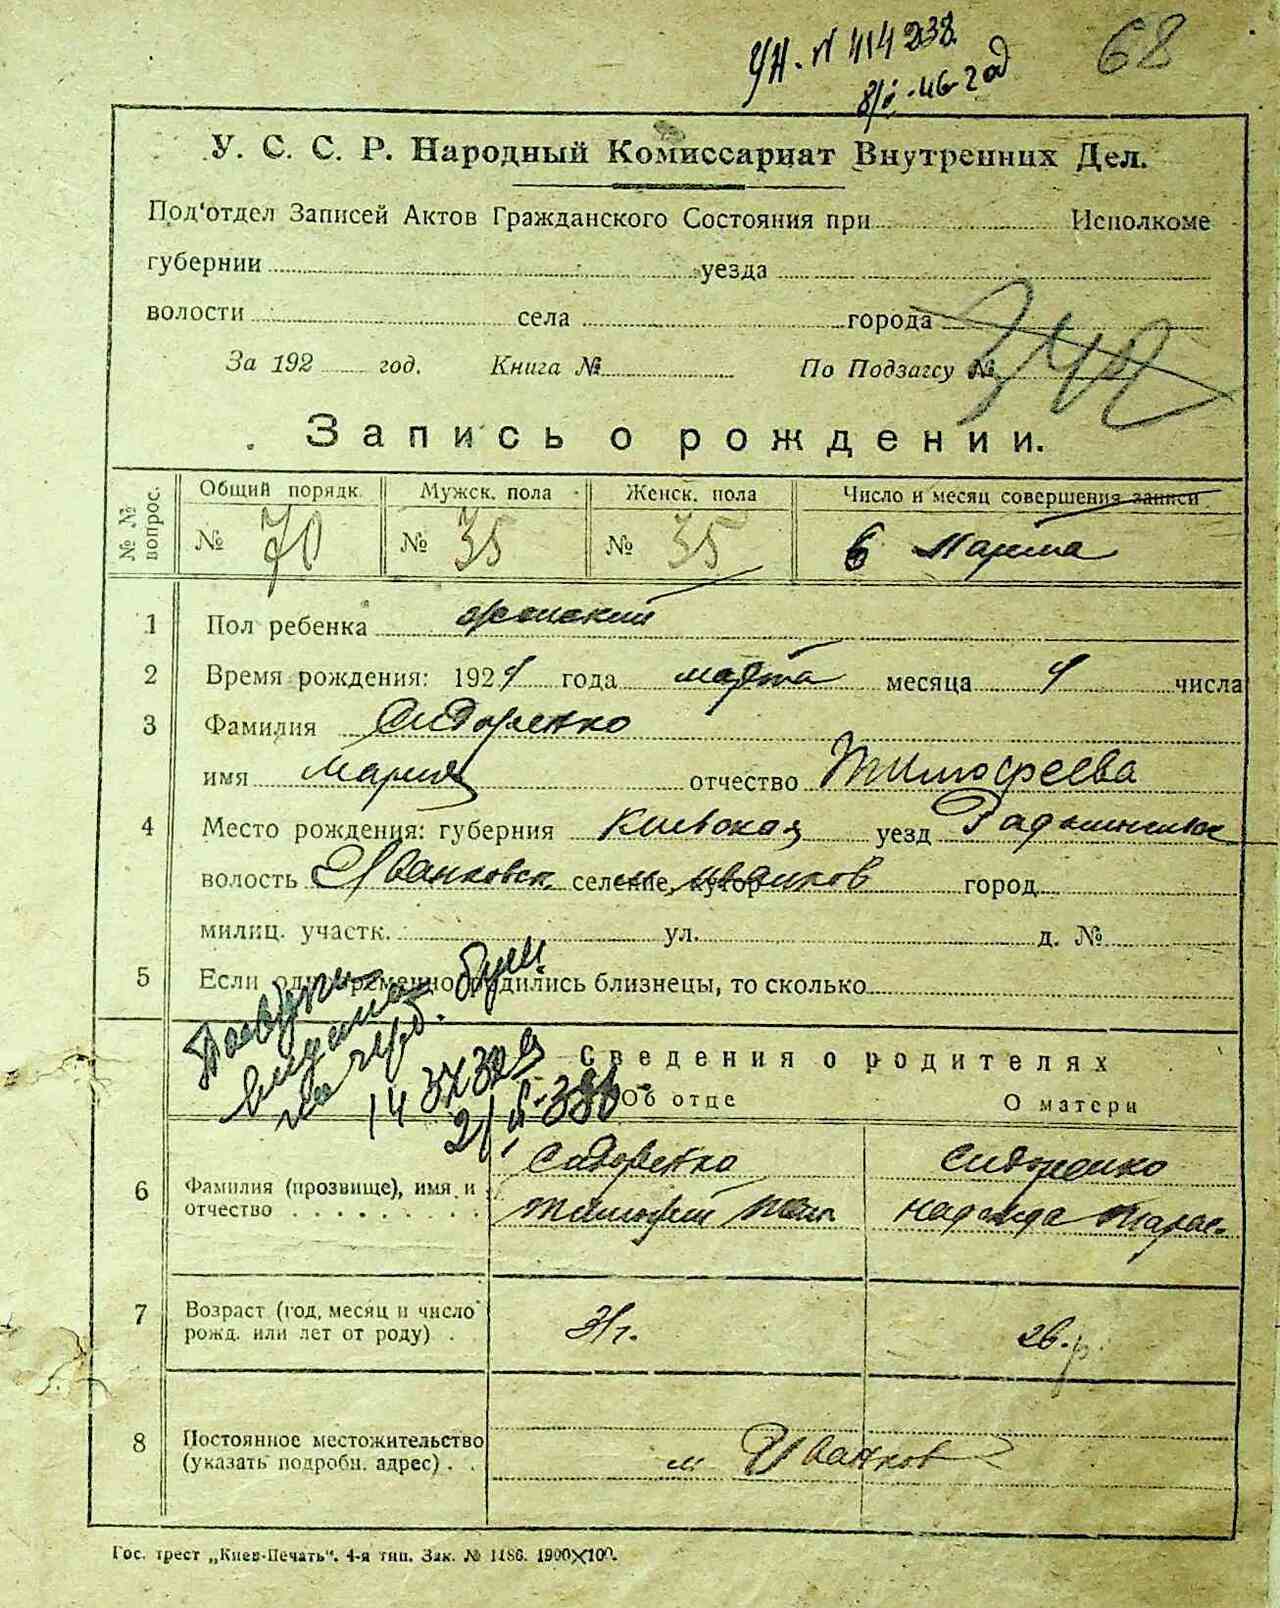 УН. N 414238.
68
У. С. С. Р. Народный Комиссариат Внутренних Дел.
Под'отдел Записей Актов Гражданского Состояния при Исполкоме
губернии уезда
волости села города
За 192 год. Книга № По Подзагсу №
Запись о рождении.
№ № вопрос. Общий порядк. Мужск. пола Женск. пола Число и месяц совершения записи
№ 70 № 35 № 35 6 Марта
1 Пол ребенка женский
2 Время рождения: 1924 года марта месяца 4 числа
3 Фамилия Сидоренко
имя Мария отчество Тимофеева
4 Место рождения: губерния Киевская уезд
волость Иванковск. селение, хутор м. Иванков город
милиц. участк. ул. д. №
5 Если одновременно родились близнецы, то сколько
Сведения о родителях
Об отце О матери
Сидоренко Сидоренко
6 Фамилия (прозвище), имя и
отчество Тимофей Надежда Тарас.
7 Возраст (год, месяц и число
рожд. или лет от роду) 31 г. 26. р.
8 Постоянное местожительство
(указать подробн. адрес) м Иванков
Гос. трест „Киев-Печать". 4-я тип. Зак. № 1486. 1900×100.